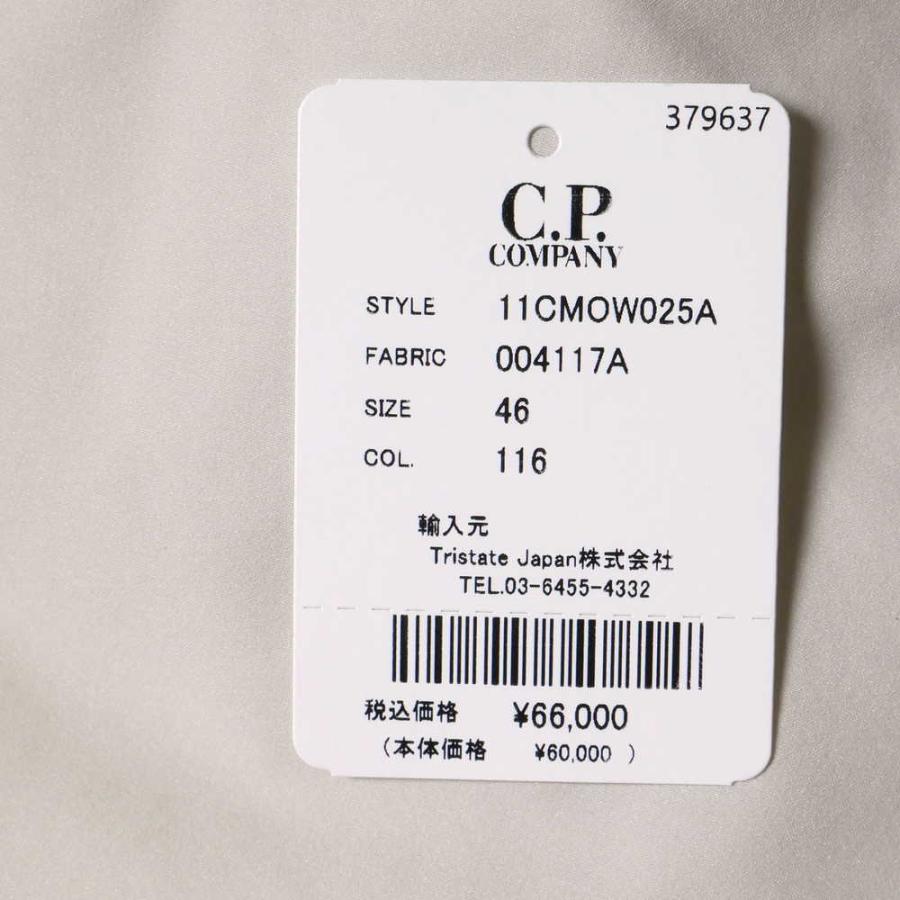 379637
C.P.
COMPANY
STYLE 11CMOW025A
FABRIC 004117A
SIZE 46
COL. 116
輸入元
Tristate Japan株式会社
TEL.03-6455-4332
税込価格 ¥66,000
(本体価格 ¥60,000 )